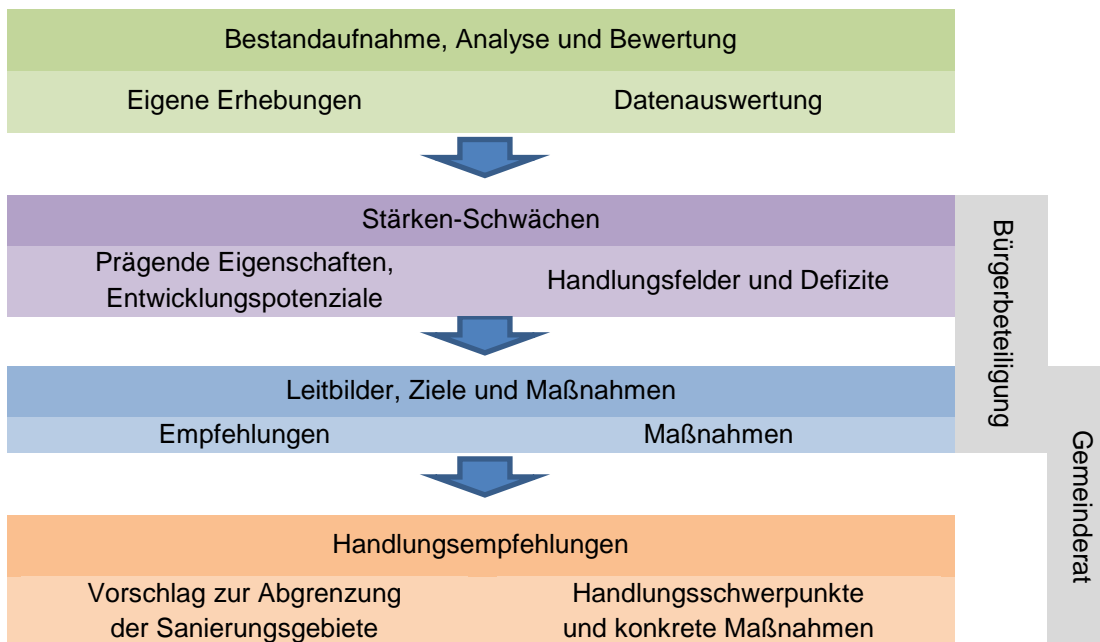 Bestandaufnahme, Analyse und Bewertung
Eigene Erhebungen
Datenauswertung
Stärken-Schwächen
Prägende Eigenschaften,
Entwicklungspotenziale
Handlungsfelder und Defizite
Leitbilder, Ziele und Maßnahmen
Empfehlungen
Maßnahmen
Handlungsempfehlungen
Vorschlag zur Abgrenzung
der Sanierungsgebiete
Handlungsschwerpunkte
und konkrete Maßnahmen
Bürgerbeteiligung
Gemeinderat